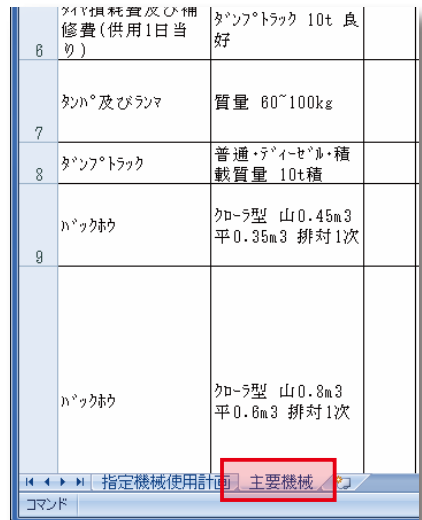 ﾀｲﾔ損耗費及び補
修費(供用1日当
り)
ﾀﾞﾝﾌﾟﾄﾗｯｸ 10t 良
好
6
ﾀﾝﾊﾟ及びﾗﾝﾏ
質量 60~100kg
7
ﾀﾞﾝﾌﾟﾄﾗｯｸ
普通・ﾃﾞｨｰｾﾞﾙ・積
載質量 10t積
8
ﾊﾞｯｸﾎｳ
ｸﾛｰﾗ型 山0.45m3
平0.35m3 排対1次
9
ﾊﾞｯｸﾎｳ
ｸﾛｰﾗ型 山0.8m3
平0.6m3 排対1次
指定機械使用計画 主要機械
コマンド